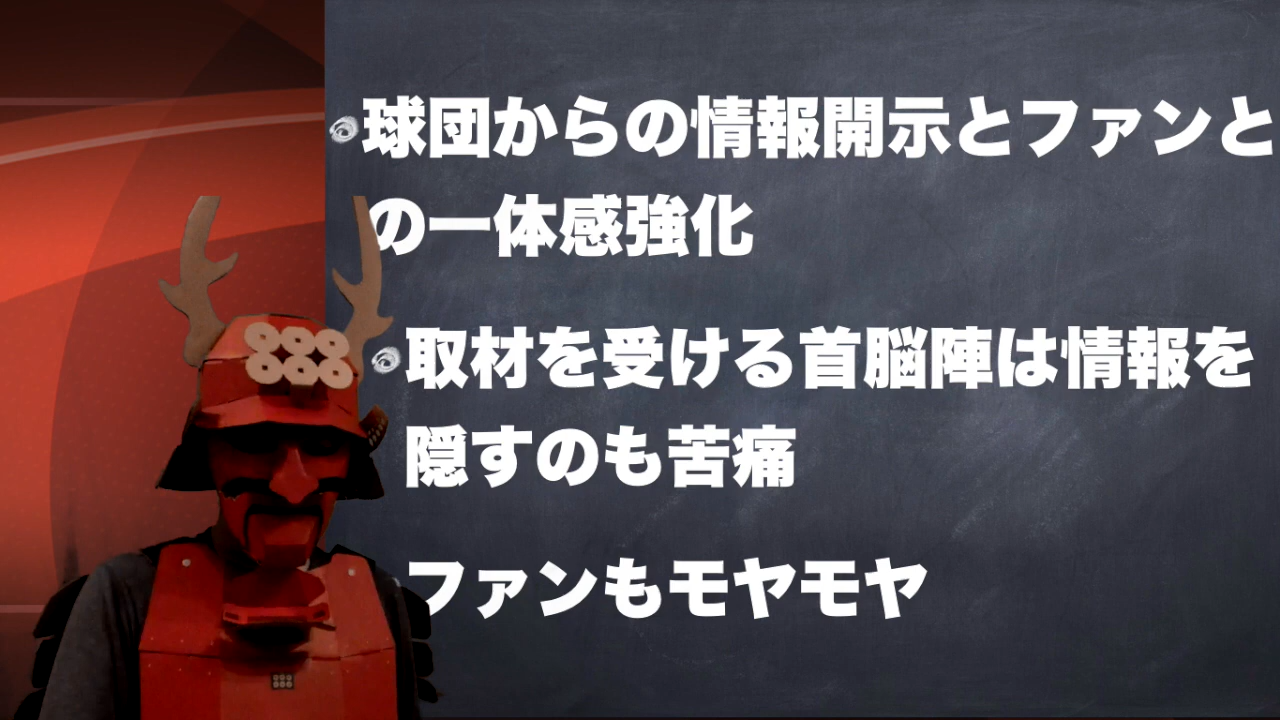 球団からの情報開示とファンと
の一体感強化
取材を受ける首脳陣は情報を
隠すのも苦痛
ファンもモヤモヤ